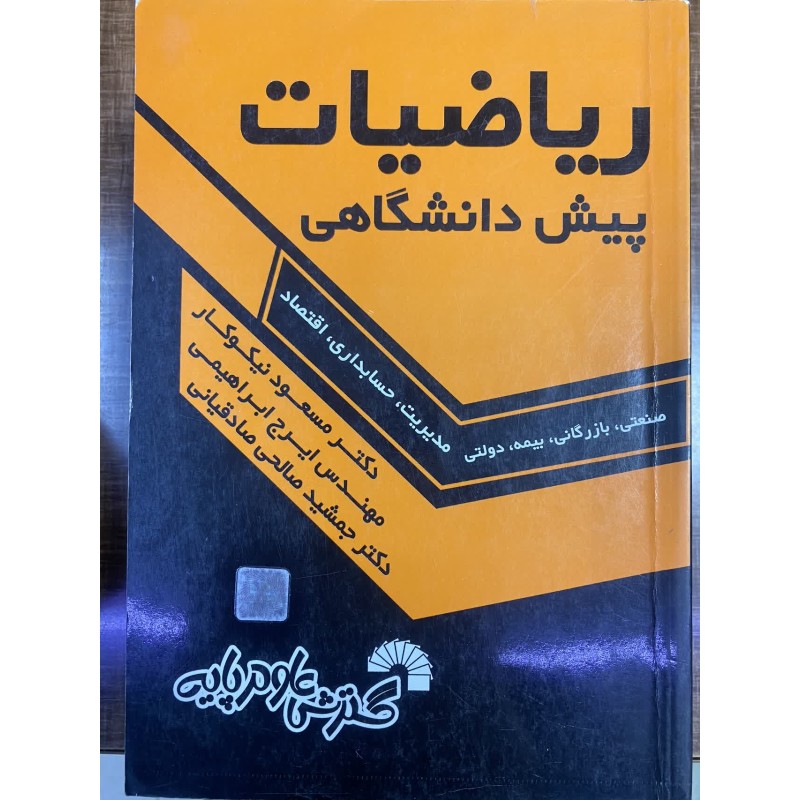 ریاضیات
پیش دانشگاهی
مدیریت، حسابداری، اقتصاد
صنعتی، بازرگانی، بیمه، دولتی
دکتر مسعود نیکوکار
مهندس ایرج ابراهیمی
دکتر جمشید صالحی صادقیانی
گسترش علوم پایه